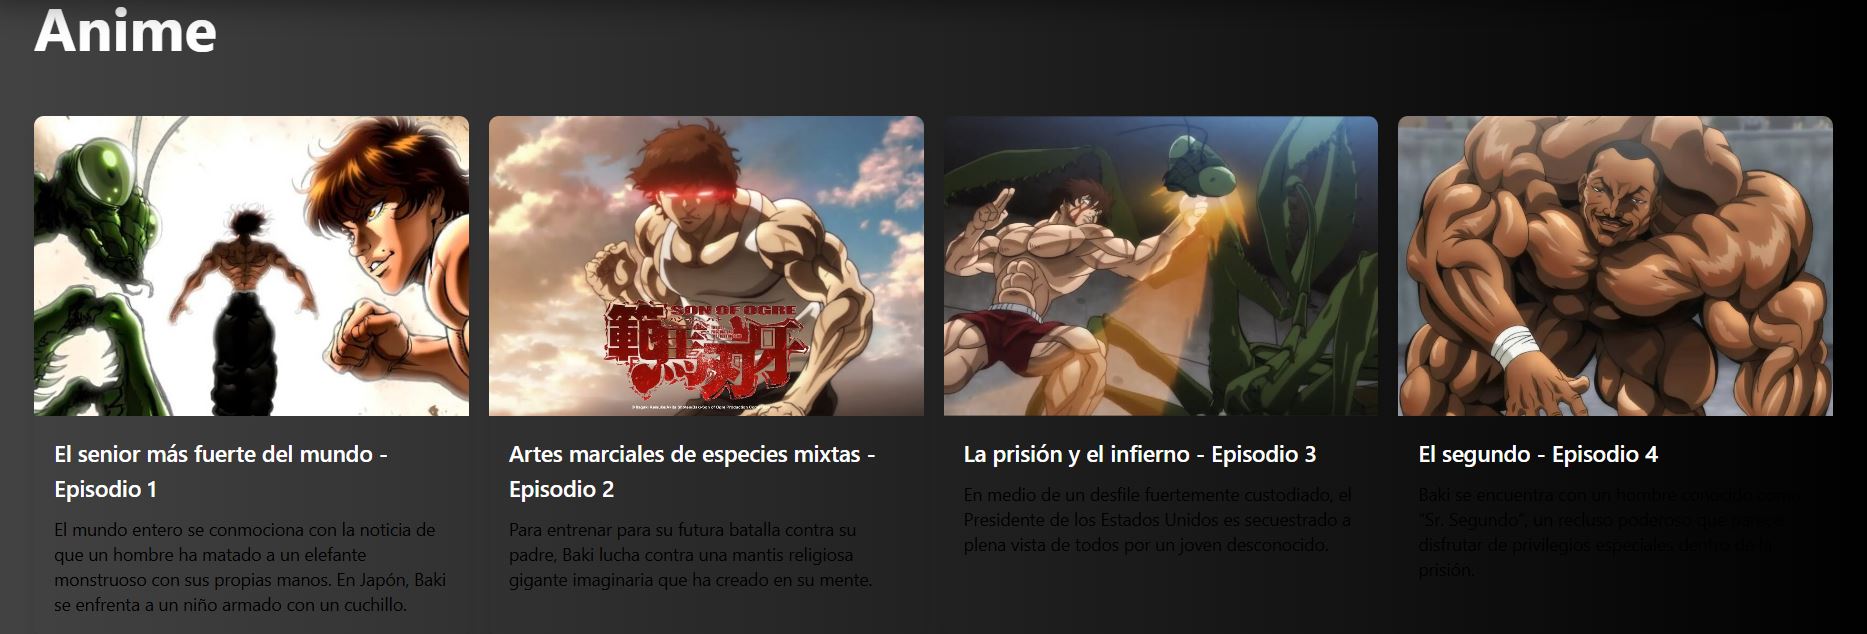 Anime
SON OF OGRE
範馬刃牙
El senior más fuerte del mundo -
Episodio 1
El mundo entero se conmociona con la noticia de
que un hombre ha matado a un elefante
monstruoso con sus propias manos. En Japón, Baki
se enfrenta a un niño armado con un cuchillo.
Artes marciales de especies mixtas -
Episodio 2
Para entrenar para su futura batalla contra su
padre, Baki lucha contra una mantis religiosa
gigante imaginaria que ha creado en su mente.
La prisión y el infierno - Episodio 3
En medio de un desfile fuertemente custodiado, el
Presidente de los Estados Unidos es secuestrado a
plena vista de todos por un joven desconocido.
El segundo - Episodio 4
Baki se encuentra con un hombre conocido como
"Sr. Segundo", un recluso poderoso que parece
disfrutar de privilegios especiales dentro de la
prisión.